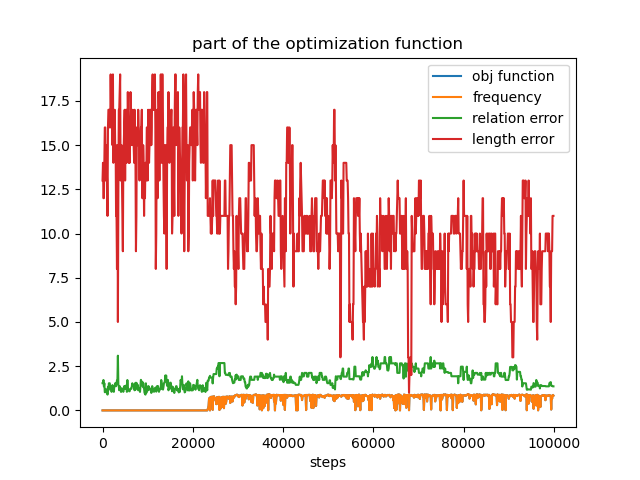 part of the optimization function
obj function
frequency
relation error
length error
17.5
15.0
12.5
10.0
7.5
5.0
2.5
0.0
0
20000
40000
60000
80000
100000
steps